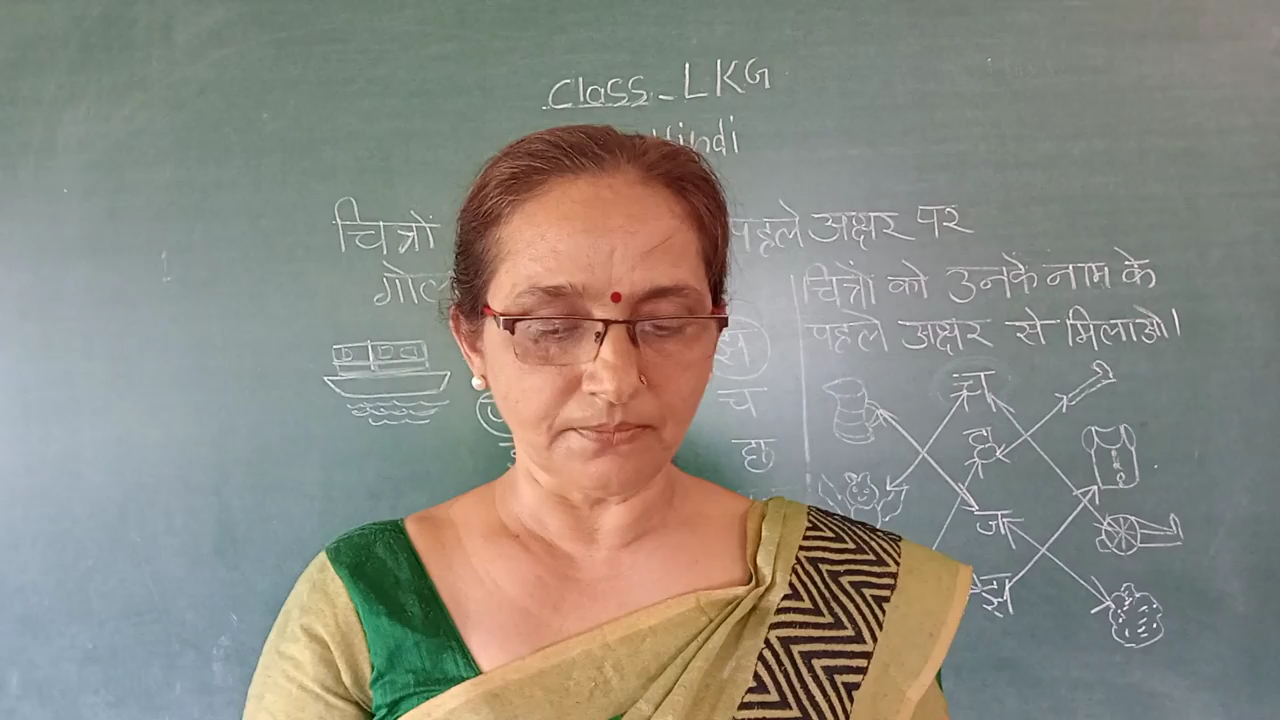 Class - LKG
Hindi
चित्रों पहले अक्षर पर
गोल
चित्रों को उनके नाम के
पहले अक्षर से मिलाओ।
झ
च
च
छ
छ
ज
झ